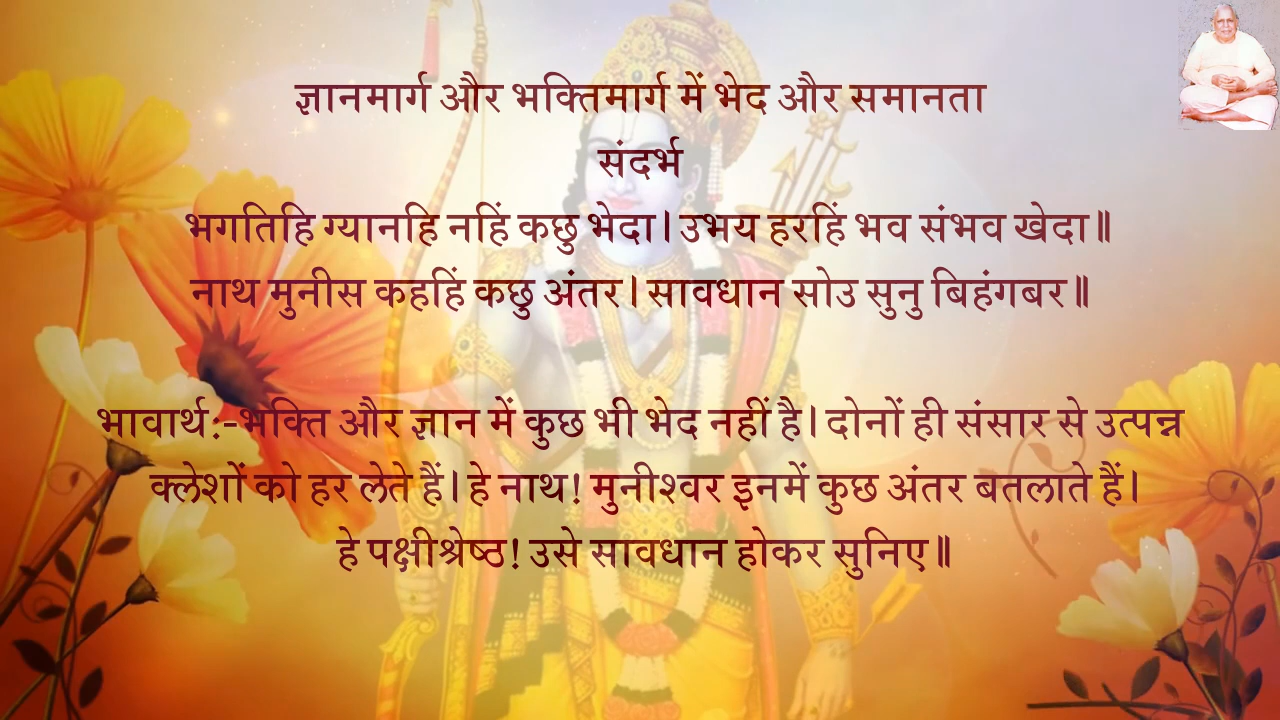 ज्ञानमार्ग और भक्तिमार्ग में भेद और समानता
संदर्भ
भगतिहि ग्यानहि नहिं कछु भेदा। उभय हरहिं भव संभव खेदा॥
नाथ मुनीस कहहिं कछु अंतर। सावधान सोउ सुनु बिहंगबर॥
भावार्थ:-भक्ति और ज्ञान में कुछ भी भेद नहीं है। दोनों ही संसार से उत्पन्न
क्लेशों को हर लेते हैं। हे नाथ! मुनीश्वर इनमें कुछ अंतर बतलाते हैं।
हे पक्षीश्रेष्ठ! उसे सावधान होकर सुनिए॥